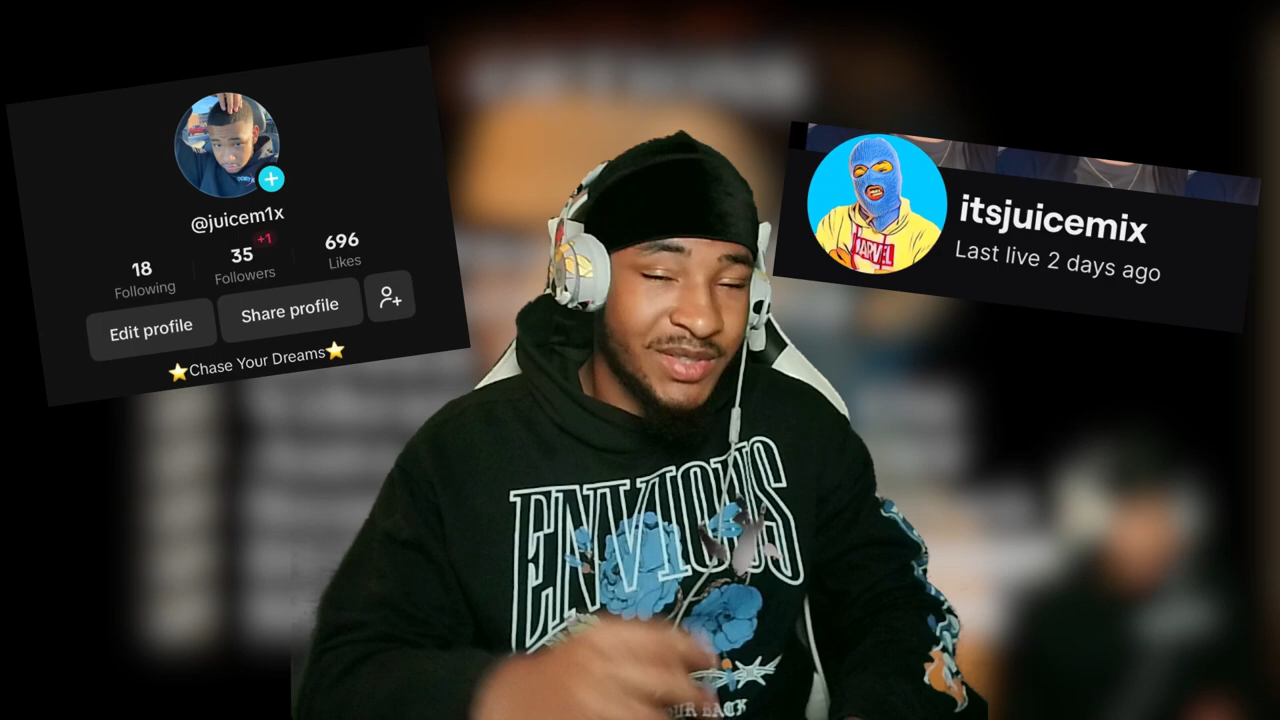 @juicem1x
18 35 +1 696
Following Followers Likes
Edit profile Share profile
⭐Chase Your Dreams⭐
itsjuicemix
Last live 2 days ago
MARVEL
ENVIOUS
BACK